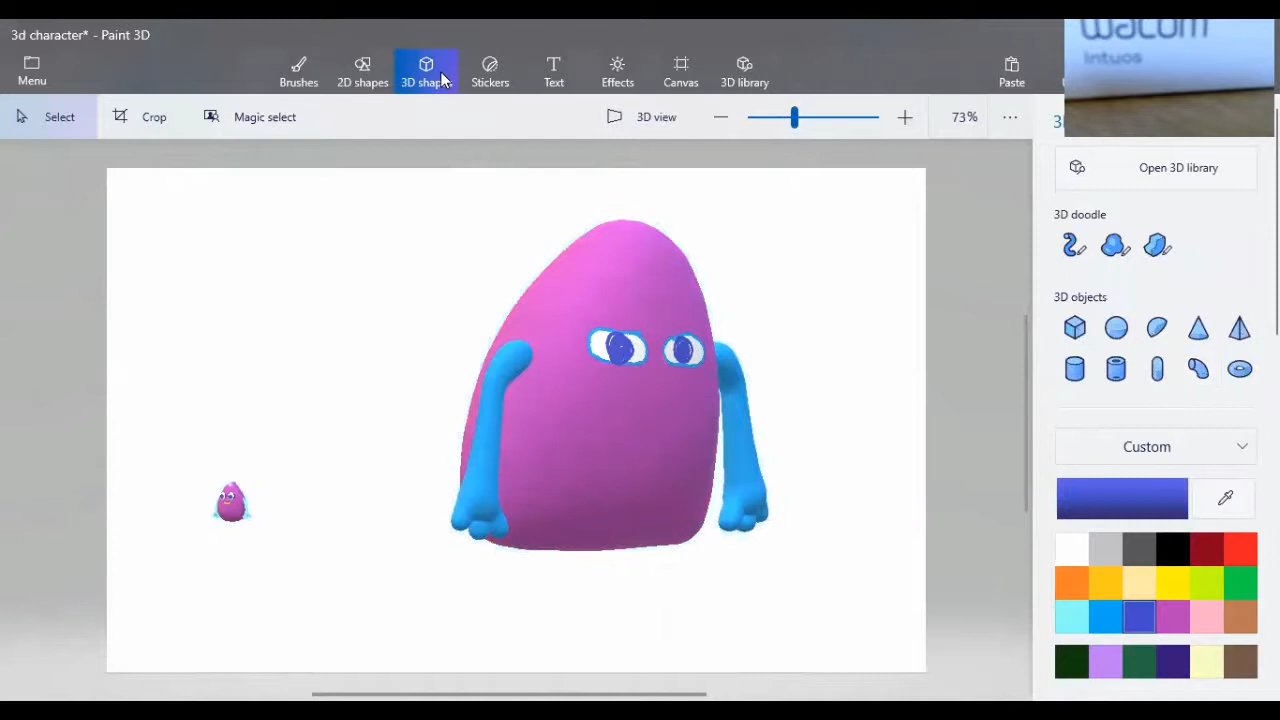 3d character* - Paint 3D
wacom
Intuos
Menu
Brushes
2D shapes
3D shapes
Stickers
Text
Effects
Canvas
3D library
Paste
Select
Crop
Magic select
3D view
73%
Open 3D library
3D doodle
3D objects
Custom